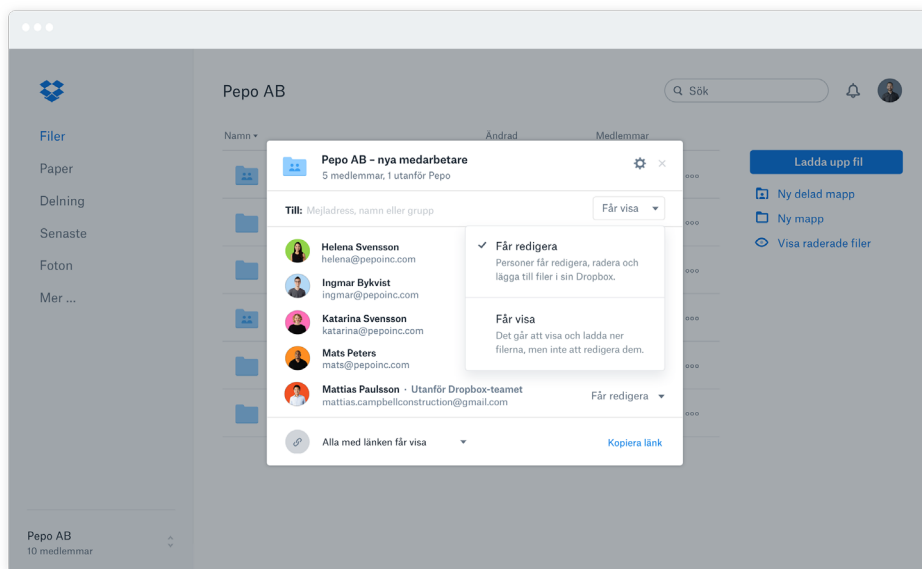 Pepo AB
Sök
Filer
Paper
Delning
Senaste
Foton
Mer ...
Namn
Ändrad
Medlemmar
Pepo AB – nya medarbetare
5 medlemmar, 1 utanför Pepo
Till: Mejladress, namn eller grupp
Får visa
Helena Svensson
helena@pepoinc.com
Ingmar Bykvist
ingmar@pepoinc.com
Katarina Svensson
katarina@pepoinc.com
Mats Peters
mats@pepoinc.com
Mattias Paulsson · Utanför Dropbox-teamet
mattias.campbellconstruction@gmail.com
Får redigera
Får redigera
Personer får redigera, radera och
lägga till filer i sin Dropbox.
Får visa
Det går att visa och ladda ner
filerna, men inte att redigera dem.
Alla med länken får visa
Kopiera länk
Ladda upp fil
Ny delad mapp
Ny mapp
Visa raderade filer
Pepo AB
10 medlemmar